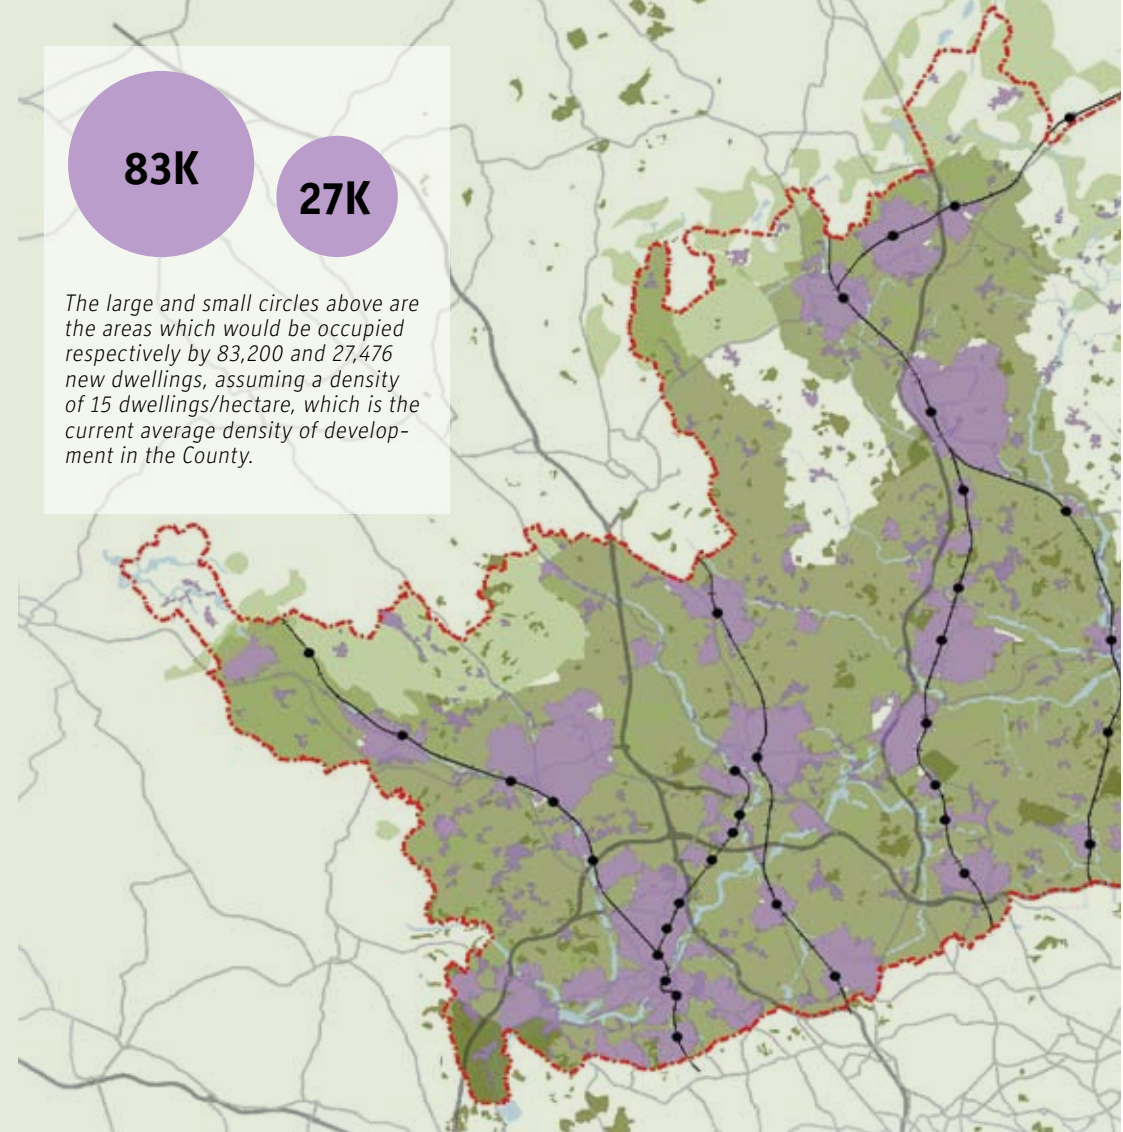 83K
27K
The large and small circles above are
the areas which would be occupied
respectively by 83,200 and 27,476
new dwellings, assuming a density
of 15 dwellings/hectare, which is the
current average density of develop-
ment in the County.